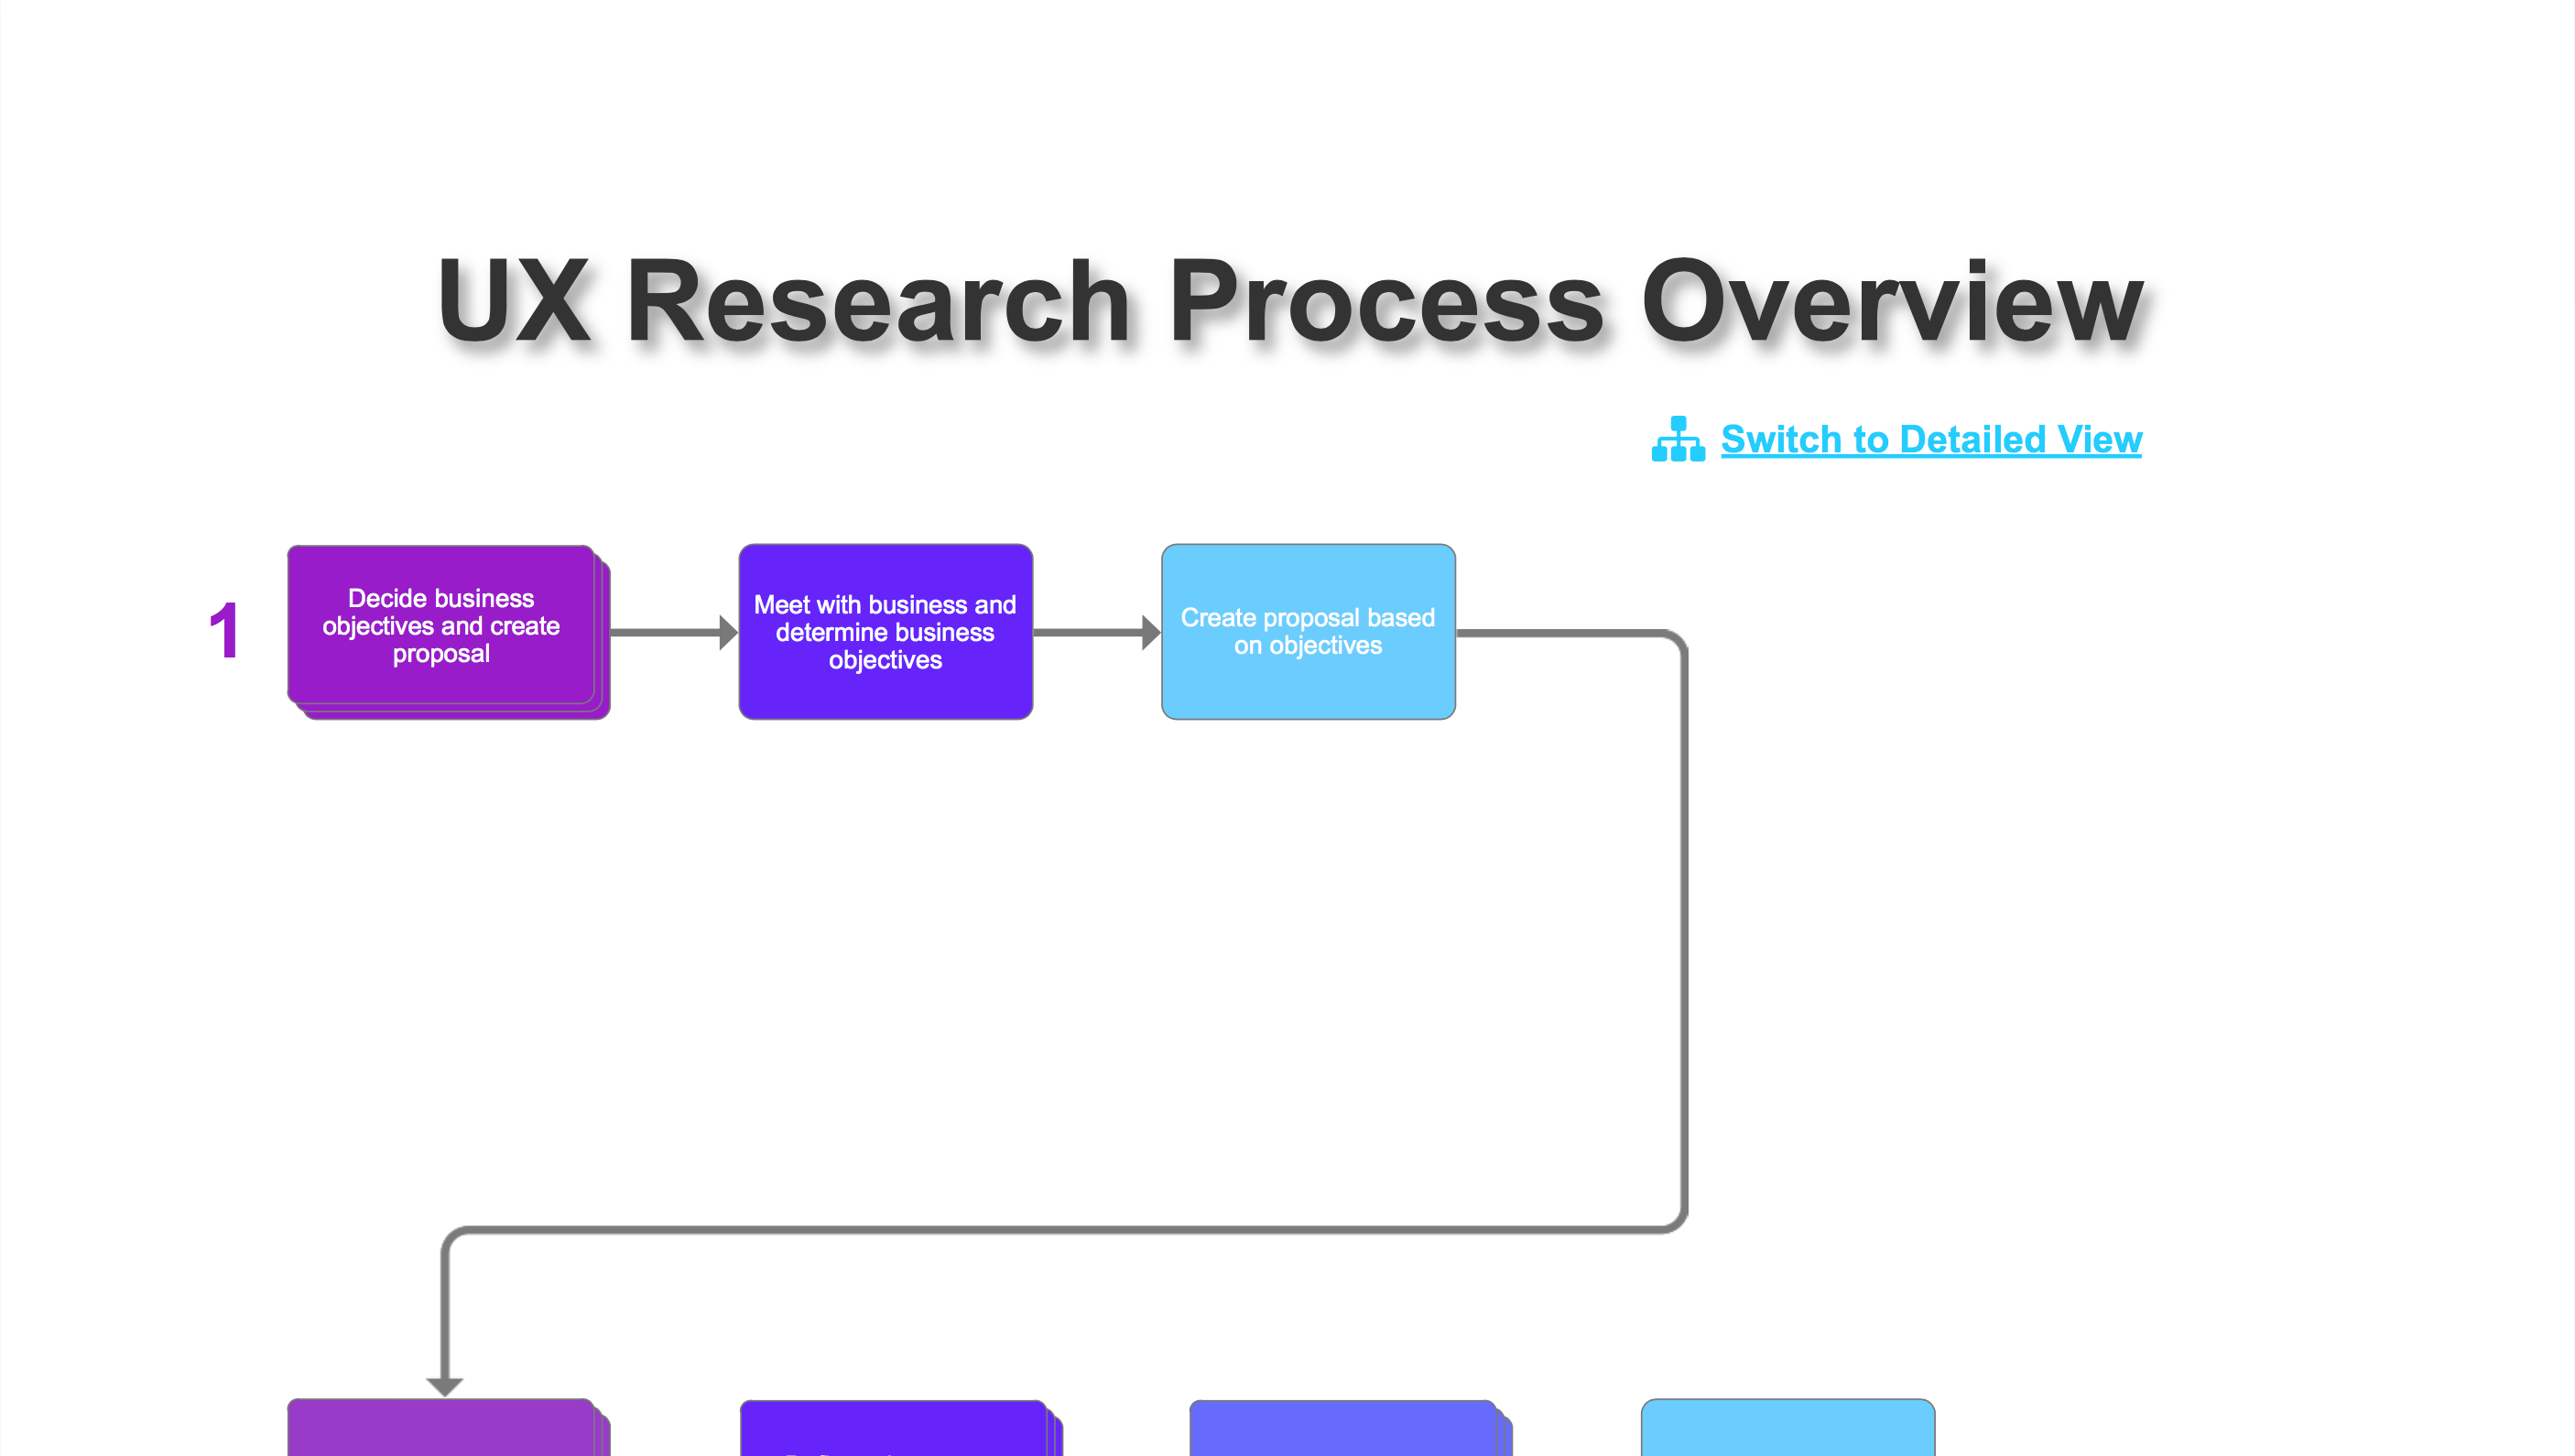 UX Research Process Overview
Switch to Detailed View
1
Decide business
objectives and create
proposal
Meet with business and
determine business
objectives
Create proposal based
on objectives